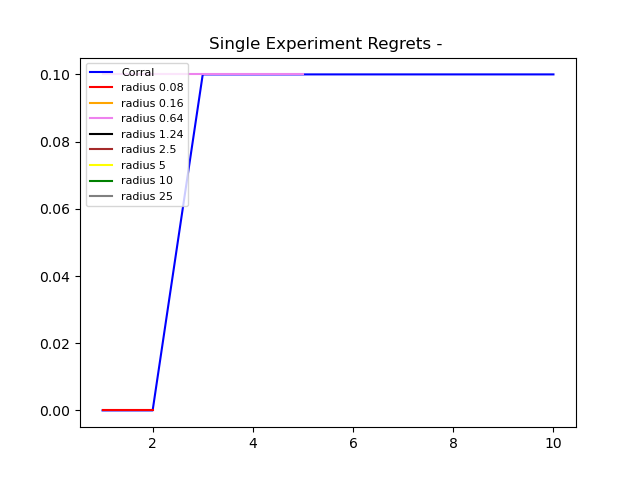 Single Experiment Regrets -
0.10
0.08
0.06
0.04
0.02
0.00
Corral
radius 0.08
radius 0.16
radius 0.64
radius 1.24
radius 2.5
radius 5
radius 10
radius 25
2
4
6
8
10